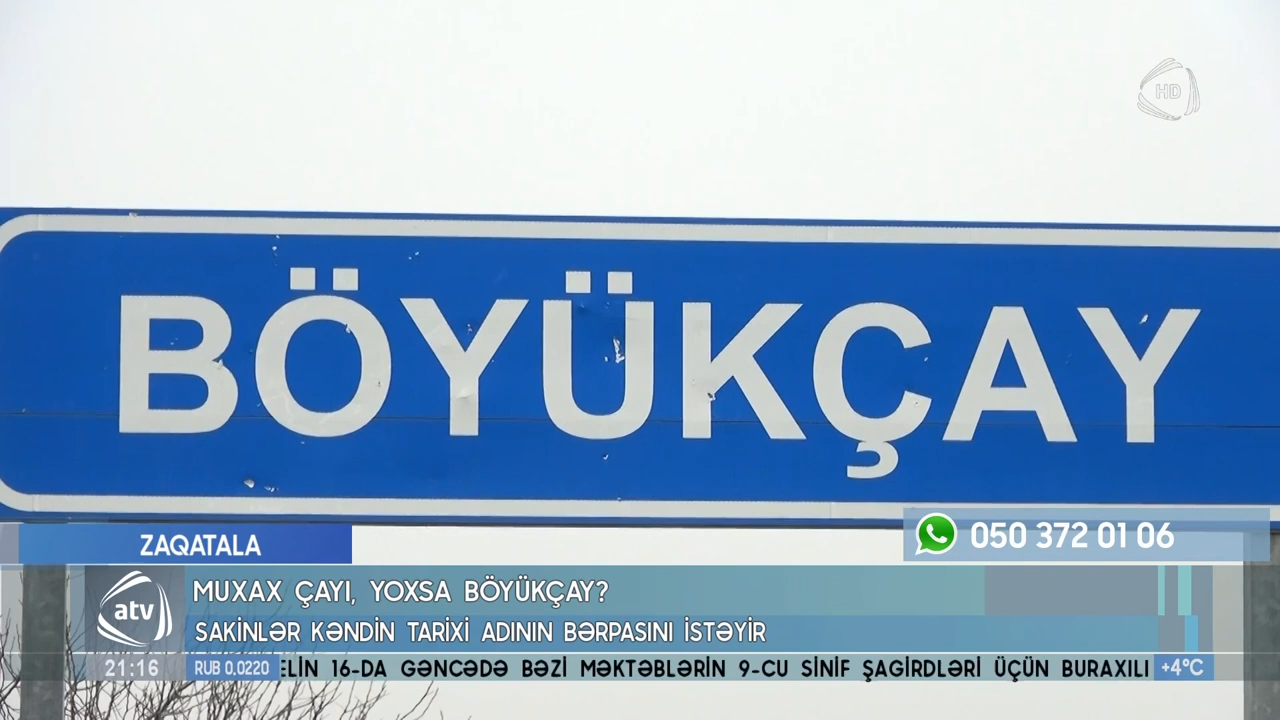 HD
BÖYÜKÇAY
ZAQATALA
050 372 01 06
MUXAX ÇAYI, YOXSA BÖYÜKÇAY?
atv
SAKİNLƏR KƏNDİN TARİXİ ADININ BƏRPASINI İSTƏYİR
21:16 RUB 0,0220 ELİN 16-DA GƏNCƏDƏ BƏZİ MƏKTƏBLƏRİN 9-CU SİNİF ŞAGİRDLƏRİ ÜÇÜN BURAXILI +4°C